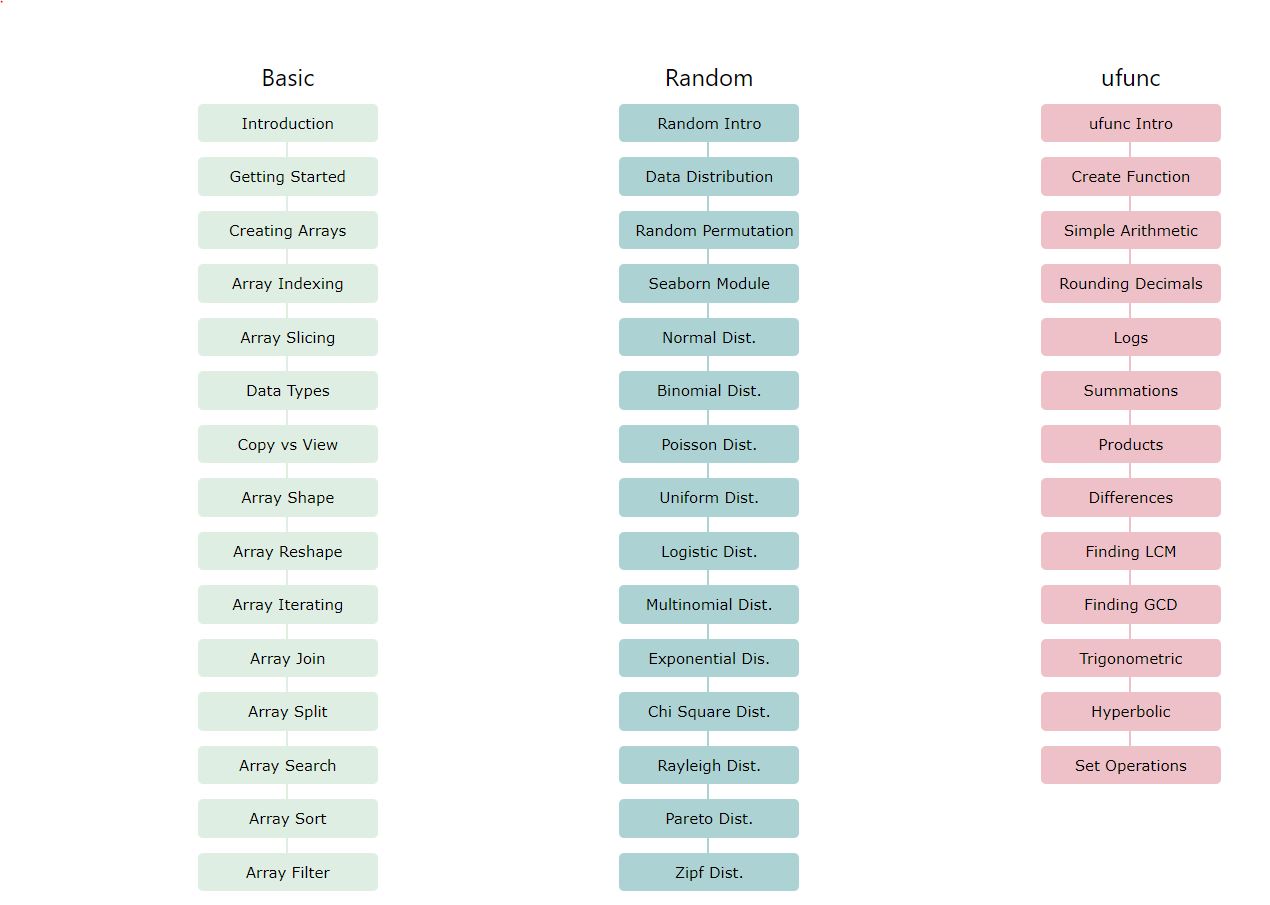 Basic
Introduction
Getting Started
Creating Arrays
Array Indexing
Array Slicing
Data Types
Copy vs View
Array Shape
Array Reshape
Array Iterating
Array Join
Array Split
Array Search
Array Sort
Array Filter
Random
Random Intro
Data Distribution
Random Permutation
Seaborn Module
Normal Dist.
Binomial Dist.
Poisson Dist.
Uniform Dist.
Logistic Dist.
Multinomial Dist.
Exponential Dis.
Chi Square Dist.
Rayleigh Dist.
Pareto Dist.
Zipf Dist.
ufunc
ufunc Intro
Create Function
Simple Arithmetic
Rounding Decimals
Logs
Summations
Products
Differences
Finding LCM
Finding GCD
Trigonometric
Hyperbolic
Set Operations